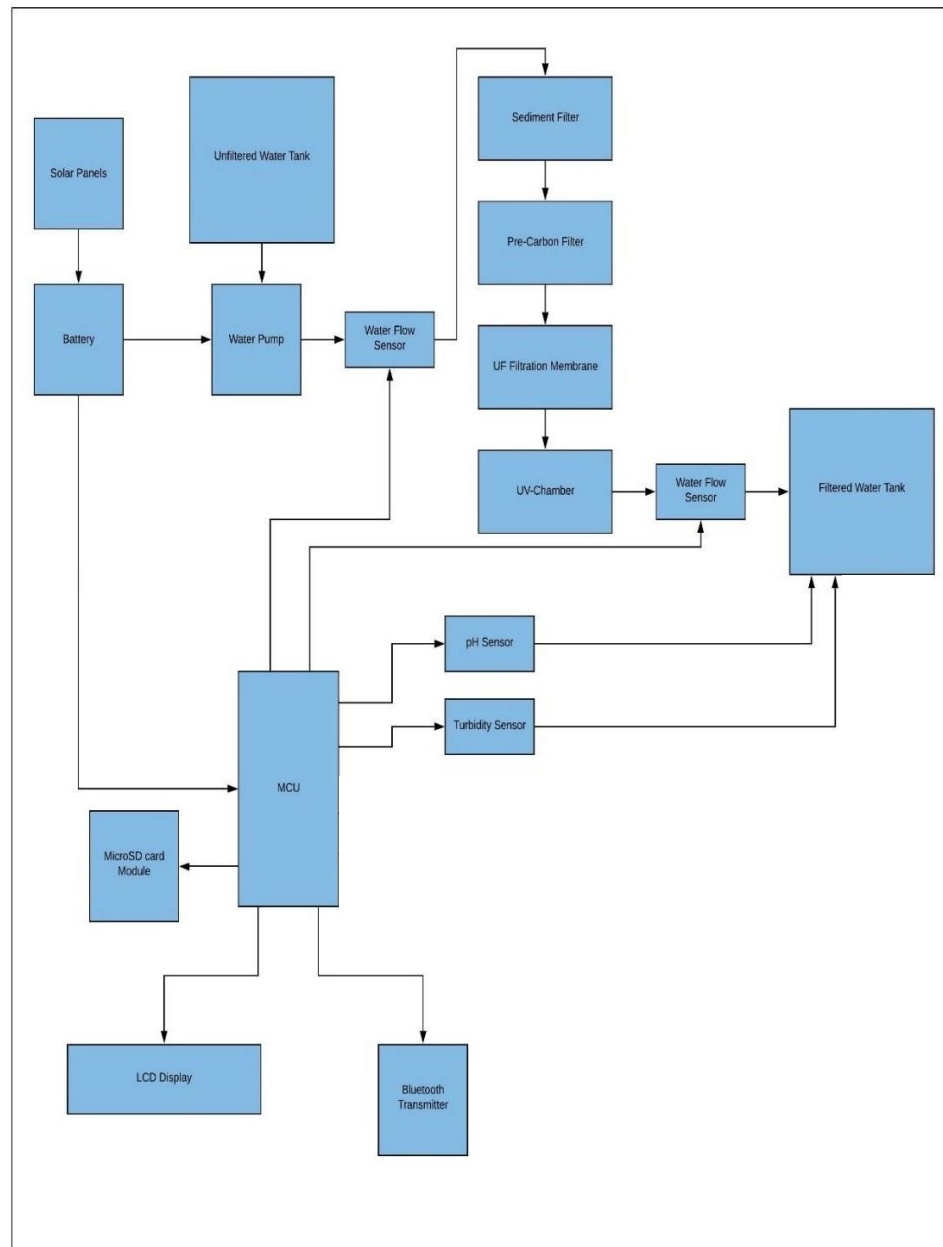 Sediment Filter
Solar Panels
Unfiltered Water Tank
Pre-Carbon Filter
Battery
Water Pump
Water Flow
Sensor
UF Filtration Membrane
UV-Chamber
Water Flow
Sensor
Filtered Water Tank
pH Sensor
Turbidity Sensor
MCU
MicroSD card
Module
LCD Display
Bluetooth
Transmitter